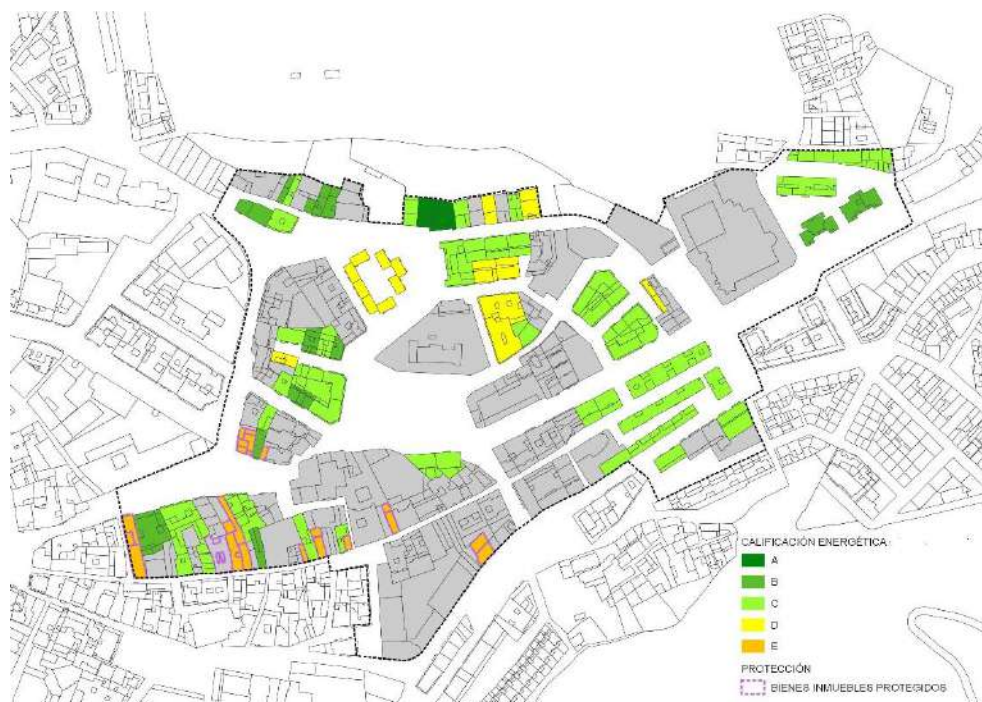 CALIFICACIÓN ENERGÉTICA
A
B
C
D
E
PROTECCIÓN
BIENES INMUEBLES PROTEGIDOS